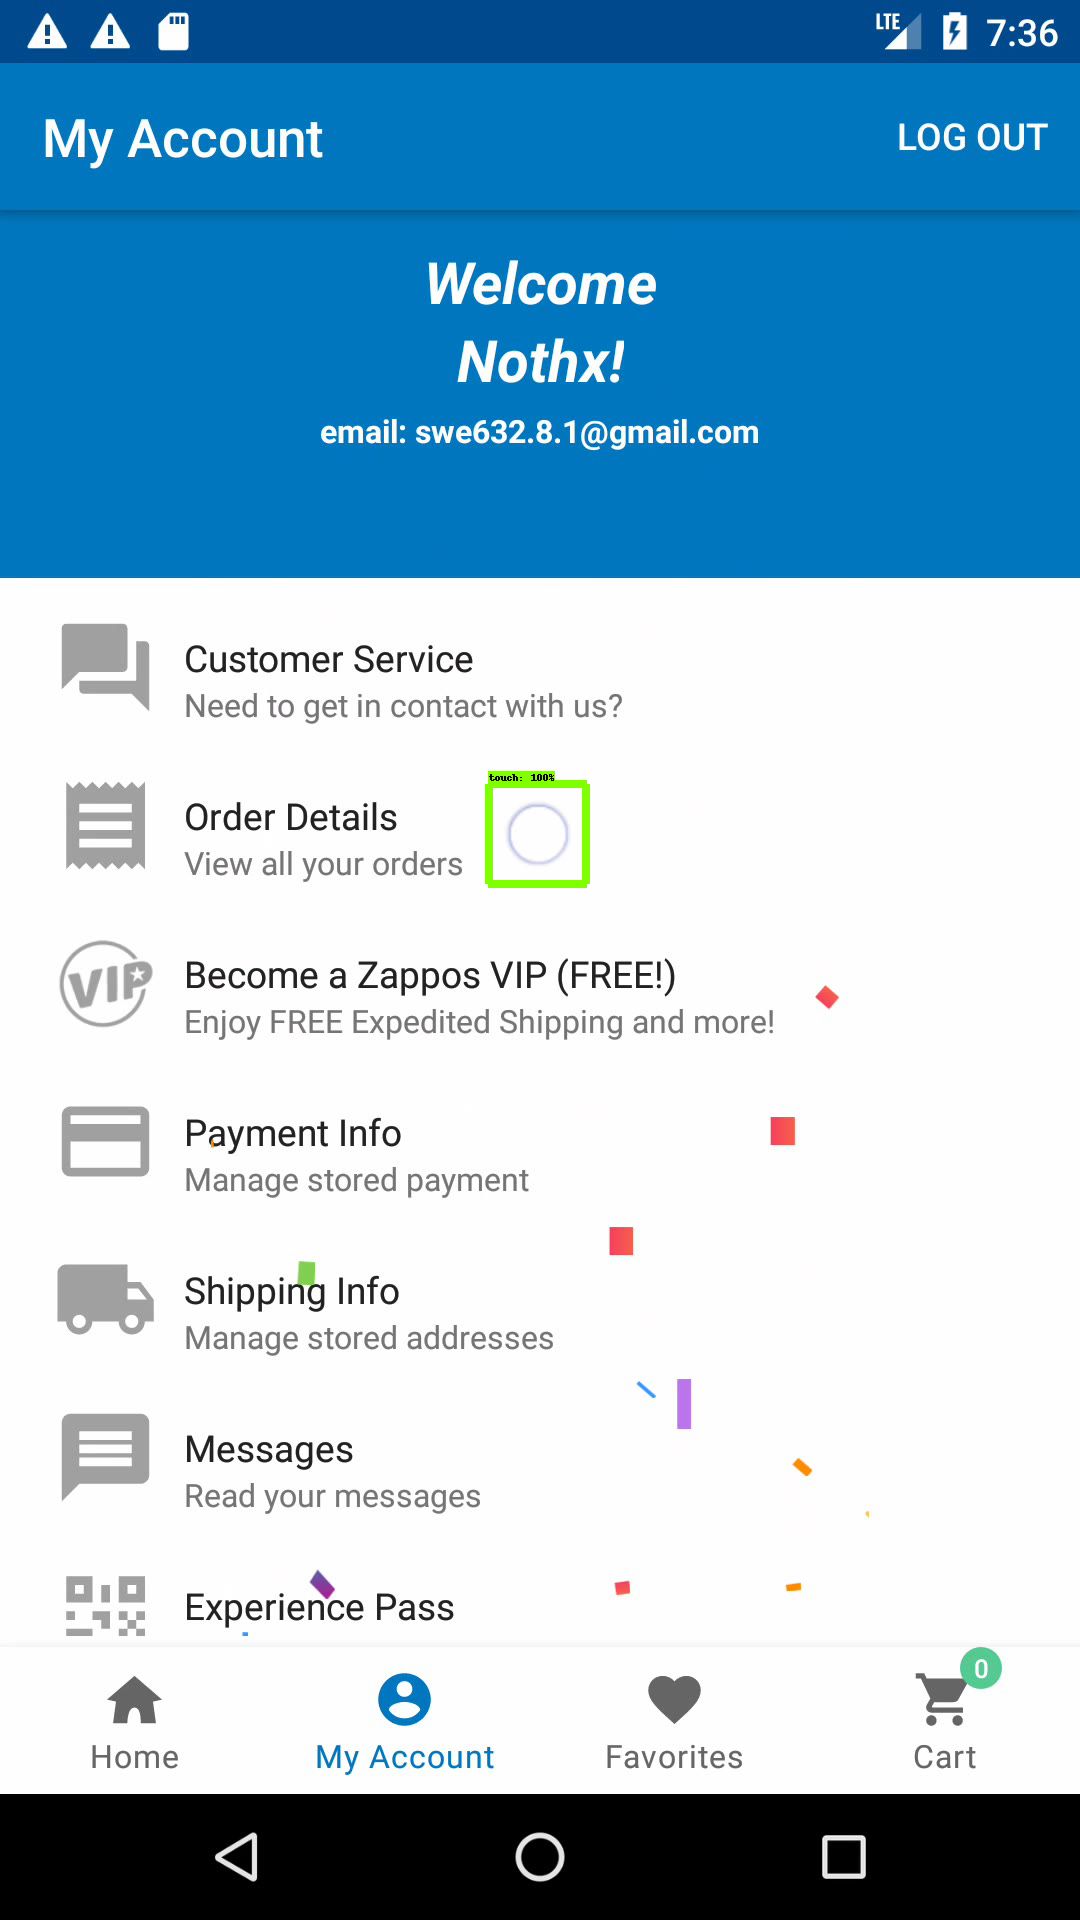 LTE 7:36
My Account LOG OUT
Welcome
Nothx!
email: swe632.8.1@gmail.com
Customer Service
Need to get in contact with us?
touch: 100%
Order Details
View all your orders
VIP
Become a Zappos VIP (FREE!)
Enjoy FREE Expedited Shipping and more!
Payment Info
Manage stored payment
Shipping Info
Manage stored addresses
Messages
Read your messages
Experience Pass
0
Home My Account Favorites Cart